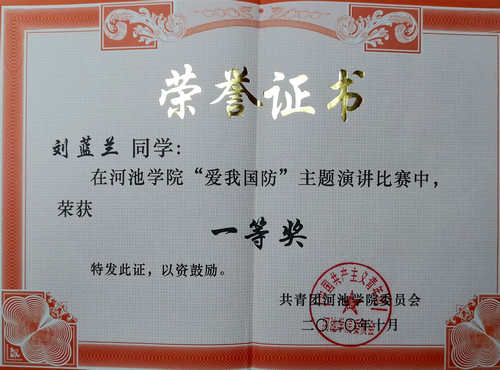 荣誉证书
刘蓝兰 同学:
在河池学院“爱我国防”主题演讲比赛中,
荣获
一等奖
特发此证,以资鼓励。
共青团河池学院委员会
二〇二〇年十月